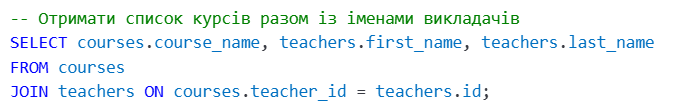 -- Отримати список курсів разом із іменами викладачів
SELECT courses.course_name, teachers.first_name, teachers.last_name
FROM courses
JOIN teachers ON courses.teacher_id = teachers.id;